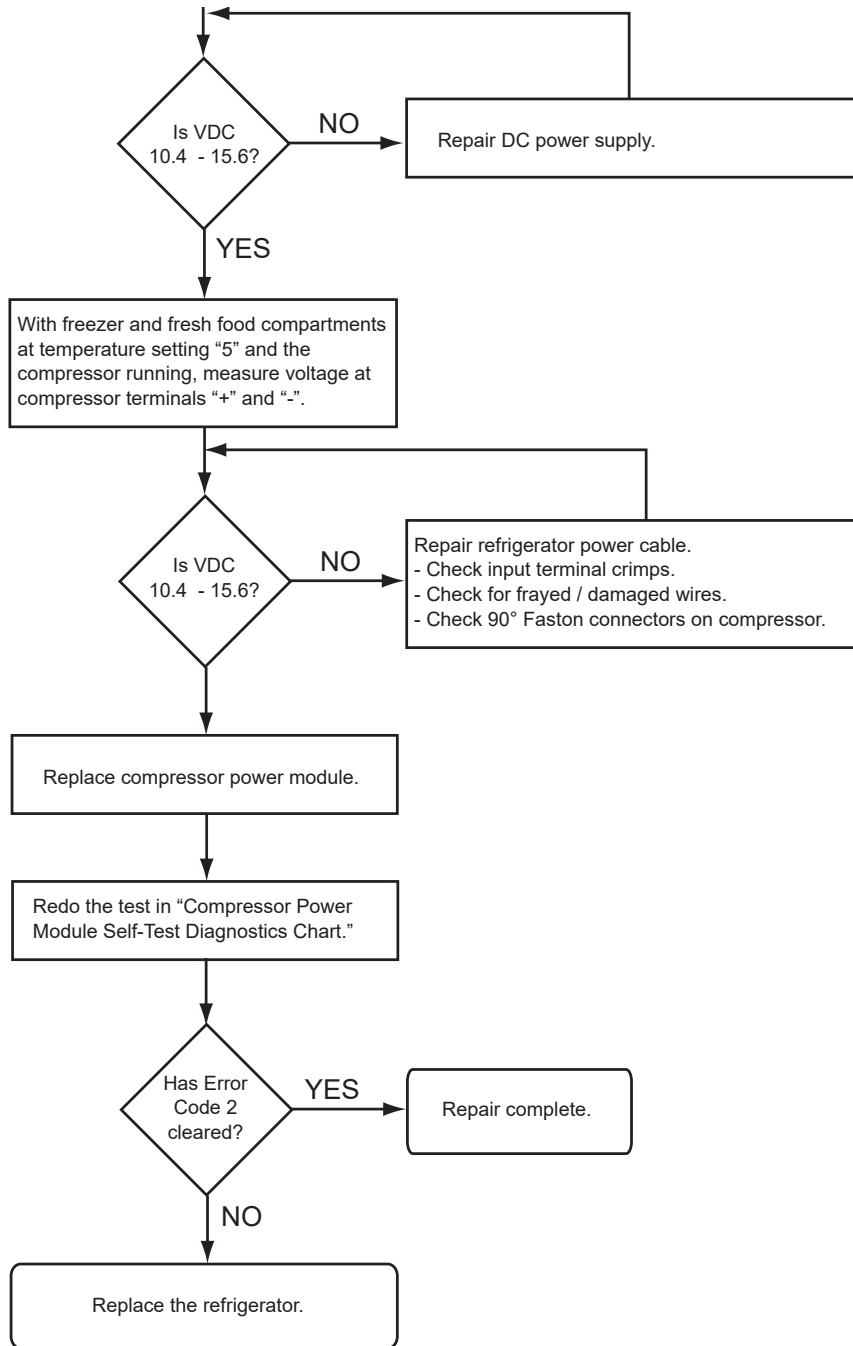 Is VDC
10.4 - 15.6?
NO
Repair DC power supply.
YES
With freezer and fresh food compartments
at temperature setting “5” and the
compressor running, measure voltage at
compressor terminals “+” and “-”.
Is VDC
10.4 - 15.6?
NO
Repair refrigerator power cable.
- Check input terminal crimps.
- Check for frayed / damaged wires.
- Check 90° Faston connectors on compressor.
Replace compressor power module.
Redo the test in “Compressor Power
Module Self-Test Diagnostics Chart.”
Has Error
Code 2
cleared?
YES
Repair complete.
NO
Replace the refrigerator.